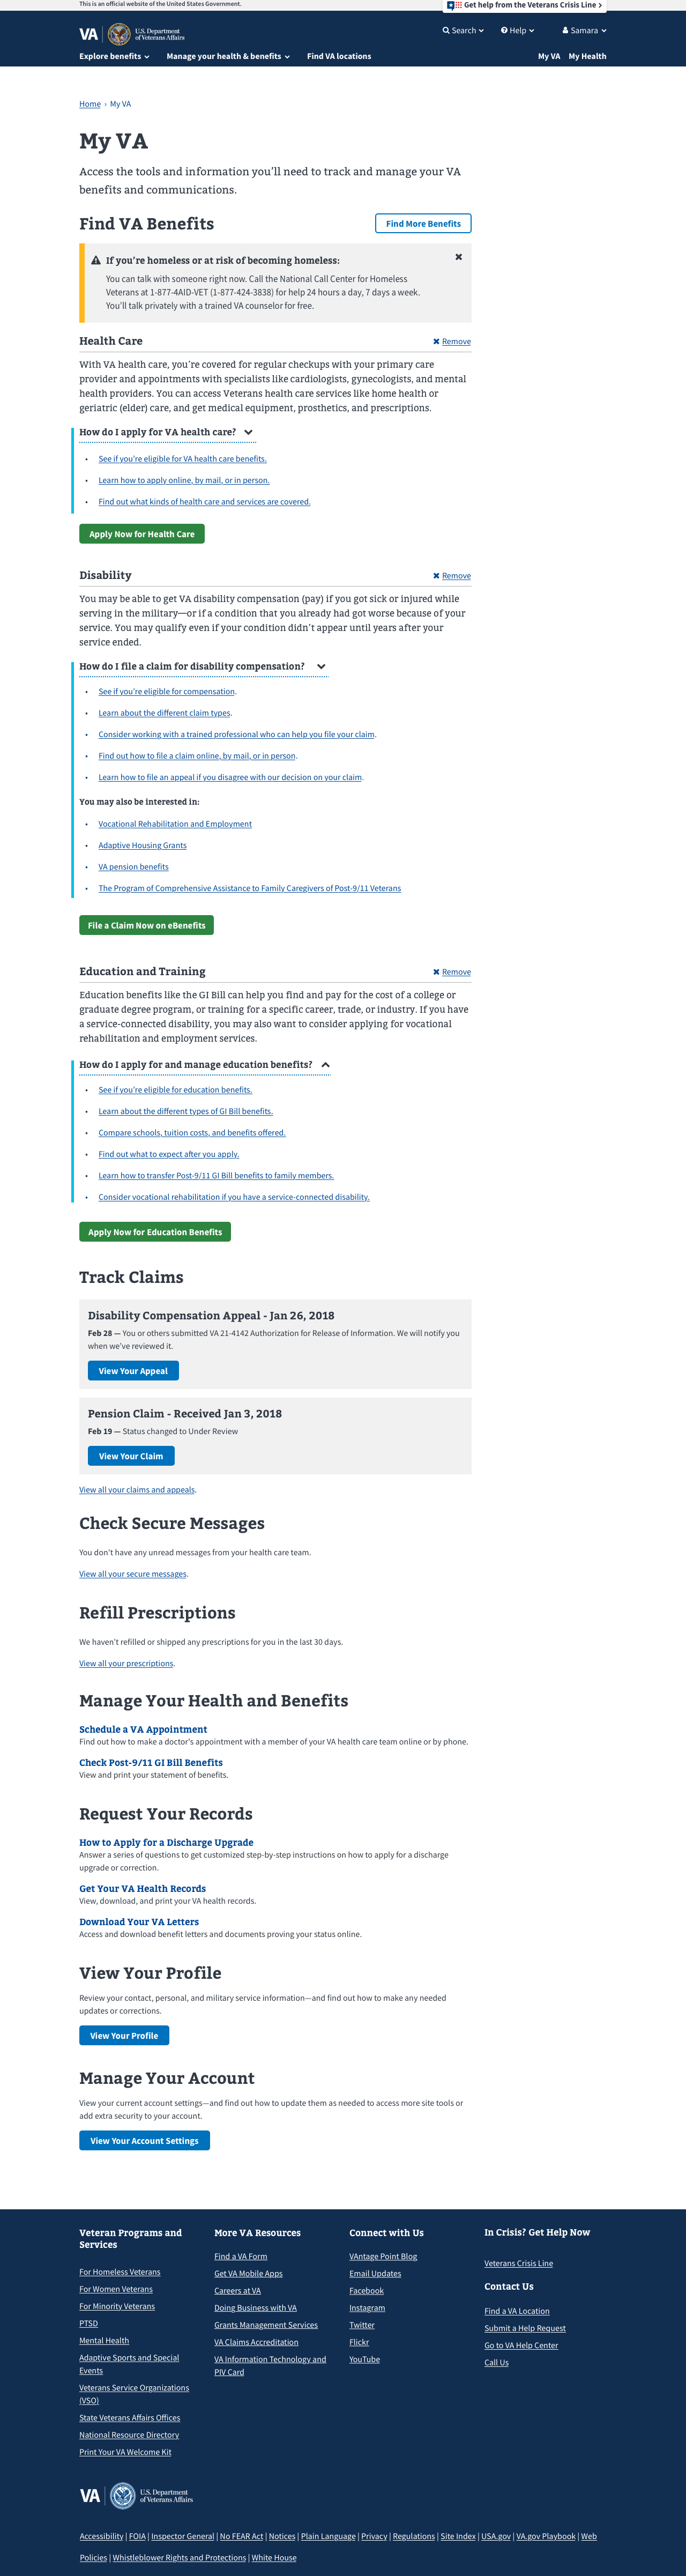 This is an official website of the United States Government.
Get help from the Veterans Crisis Line
VA
U.S. Department
of Veterans Affairs
Search
Help
Samara
Explore benefits
Manage your health & benefits
Find VA locations
My VA
My Health
Home › My VA
My VA
Access the tools and information you'll need to track and manage your VA
benefits and communications.
Find VA Benefits
Find More Benefits
If you're homeless or at risk of becoming homeless:
You can talk with someone right now. Call the National Call Center for Homeless
Veterans at 1-877-4AID-VET (1-877-424-3838) for help 24 hours a day, 7 days a week.
You'll talk privately with a trained VA counselor for free.
Health Care
Remove
With VA health care, you're covered for regular checkups with your primary care
provider and appointments with specialists like cardiologists, gynecologists, and mental
health providers. You can access Veterans health care services like home health or
geriatric (elder) care, and get medical equipment, prosthetics, and prescriptions.
How do I apply for VA health care?
• See if you're eligible for VA health care benefits.
• Learn how to apply online, by mail, or in person.
• Find out what kinds of health care and services are covered.
Apply Now for Health Care
Disability
Remove
You may be able to get VA disability compensation (pay) if you got sick or injured while
serving in the military—or if a condition that you already had got worse because of your
service. You may qualify even if your condition didn't appear until years after your
service ended.
How do I file a claim for disability compensation?
• See if you're eligible for compensation.
• Learn about the different claim types.
• Consider working with a trained professional who can help you file your claim.
• Find out how to file a claim online, by mail, or in person.
• Learn how to file an appeal if you disagree with our decision on your claim.
You may also be interested in:
• Vocational Rehabilitation and Employment
• Adaptive Housing Grants
• VA pension benefits
• The Program of Comprehensive Assistance to Family Caregivers of Post-9/11 Veterans
File a Claim Now on eBenefits
Education and Training
Remove
Education benefits like the GI Bill can help you find and pay for the cost of a college or
graduate degree program, or training for a specific career, trade, or industry. If you have
a service-connected disability, you may also want to consider applying for vocational
rehabilitation and employment services.
How do I apply for and manage education benefits?
• See if you're eligible for education benefits.
• Learn about the different types of GI Bill benefits.
• Compare schools, tuition costs, and benefits offered.
• Find out what to expect after you apply.
• Learn how to transfer Post-9/11 GI Bill benefits to family members.
• Consider vocational rehabilitation if you have a service-connected disability.
Apply Now for Education Benefits
Track Claims
Disability Compensation Appeal - Jan 26, 2018
Feb 28 — You or others submitted VA 21-4142 Authorization for Release of Information. We will notify you
when we've reviewed it.
View Your Appeal
Pension Claim - Received Jan 3, 2018
Feb 19 — Status changed to Under Review
View Your Claim
View all your claims and appeals.
Check Secure Messages
You don't have any unread messages from your health care team.
View all your secure messages.
Refill Prescriptions
We haven't refilled or shipped any prescriptions for you in the last 30 days.
View all your prescriptions.
Manage Your Health and Benefits
Schedule a VA Appointment
Find out how to make a doctor's appointment with a member of your VA health care team online or by phone.
Check Post-9/11 GI Bill Benefits
View and print your statement of benefits.
Request Your Records
How to Apply for a Discharge Upgrade
Answer a series of questions to get customized step-by-step instructions on how to apply for a discharge
upgrade or correction.
Get Your VA Health Records
View, download, and print your VA health records.
Download Your VA Letters
Access and download benefit letters and documents proving your status online.
View Your Profile
Review your contact, personal, and military service information—and find out how to make any needed
updates or corrections.
View Your Profile
Manage Your Account
View your current account settings—and find out how to update them as needed to access more site tools or
add extra security to your account.
View Your Account Settings
Veteran Programs and
Services
For Homeless Veterans
For Women Veterans
For Minority Veterans
PTSD
Mental Health
Adaptive Sports and Special
Events
Veterans Service Organizations
(VSO)
State Veterans Affairs Offices
National Resource Directory
Print Your VA Welcome Kit
More VA Resources
Find a VA Form
Get VA Mobile Apps
Careers at VA
Doing Business with VA
Grants Management Services
VA Claims Accreditation
VA Information Technology and
PIV Card
Connect with Us
VAntage Point Blog
Email Updates
Facebook
Instagram
Twitter
Flickr
YouTube
In Crisis? Get Help Now
Veterans Crisis Line
Contact Us
Find a VA Location
Submit a Help Request
Go to VA Help Center
Call Us
VA
U.S. Department
of Veterans Affairs
Accessibility | FOIA | Inspector General | No FEAR Act | Notices | Plain Language | Privacy | Regulations | Site Index | USA.gov | VA.gov Playbook | Web
Policies | Whistleblower Rights and Protections | White House